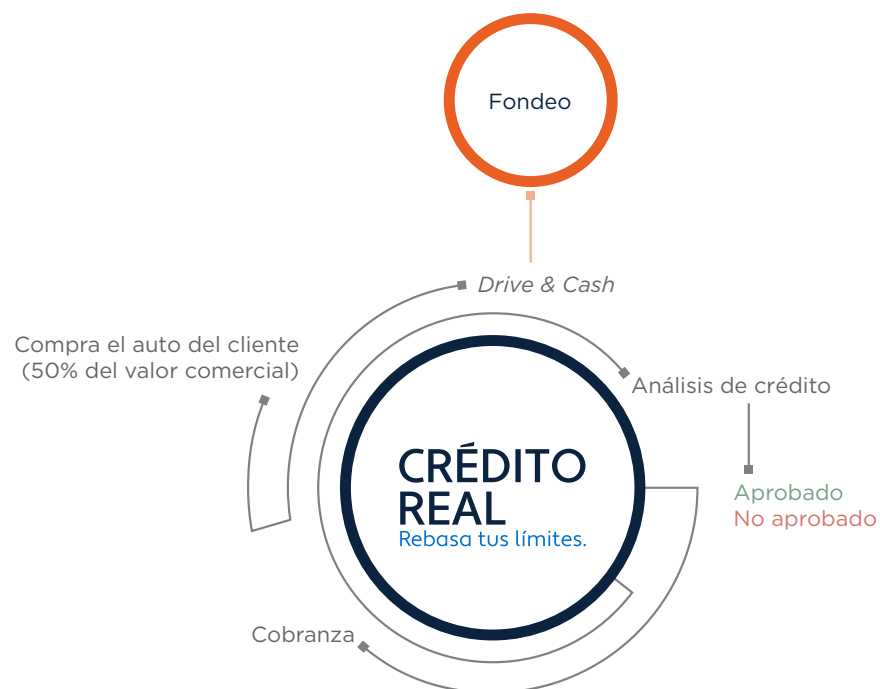 Fondeo
Drive & Cash
Compra el auto del cliente
(50% del valor comercial)
Análisis de crédito
CRÉDITO
REAL
Rebasa tus límites.
Aprobado
No aprobado
Cobranza